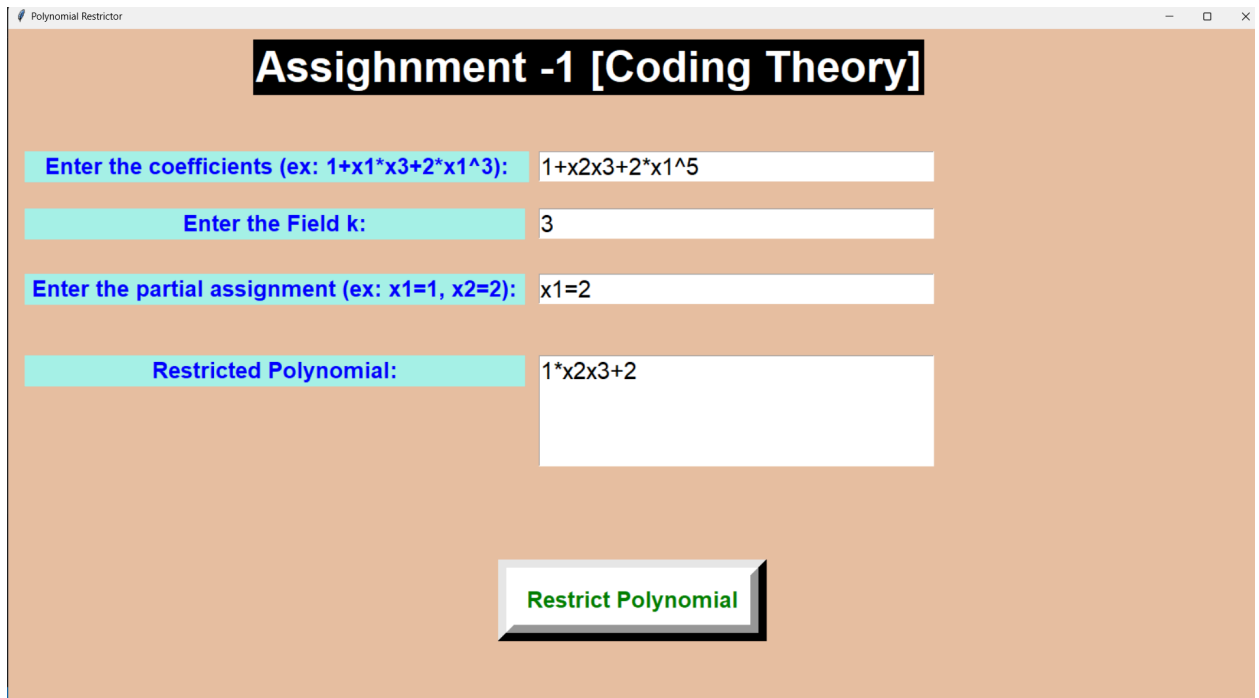 Polynomial Restrictor
Assighnment -1 [Coding Theory]
Enter the coefficients (ex: 1+x1*x3+2*x1^3): 1+x2x3+2*x1^5
Enter the Field k: 3
Enter the partial assignment (ex: x1=1, x2=2): x1=2
Restricted Polynomial: 1*x2x3+2
Restrict Polynomial